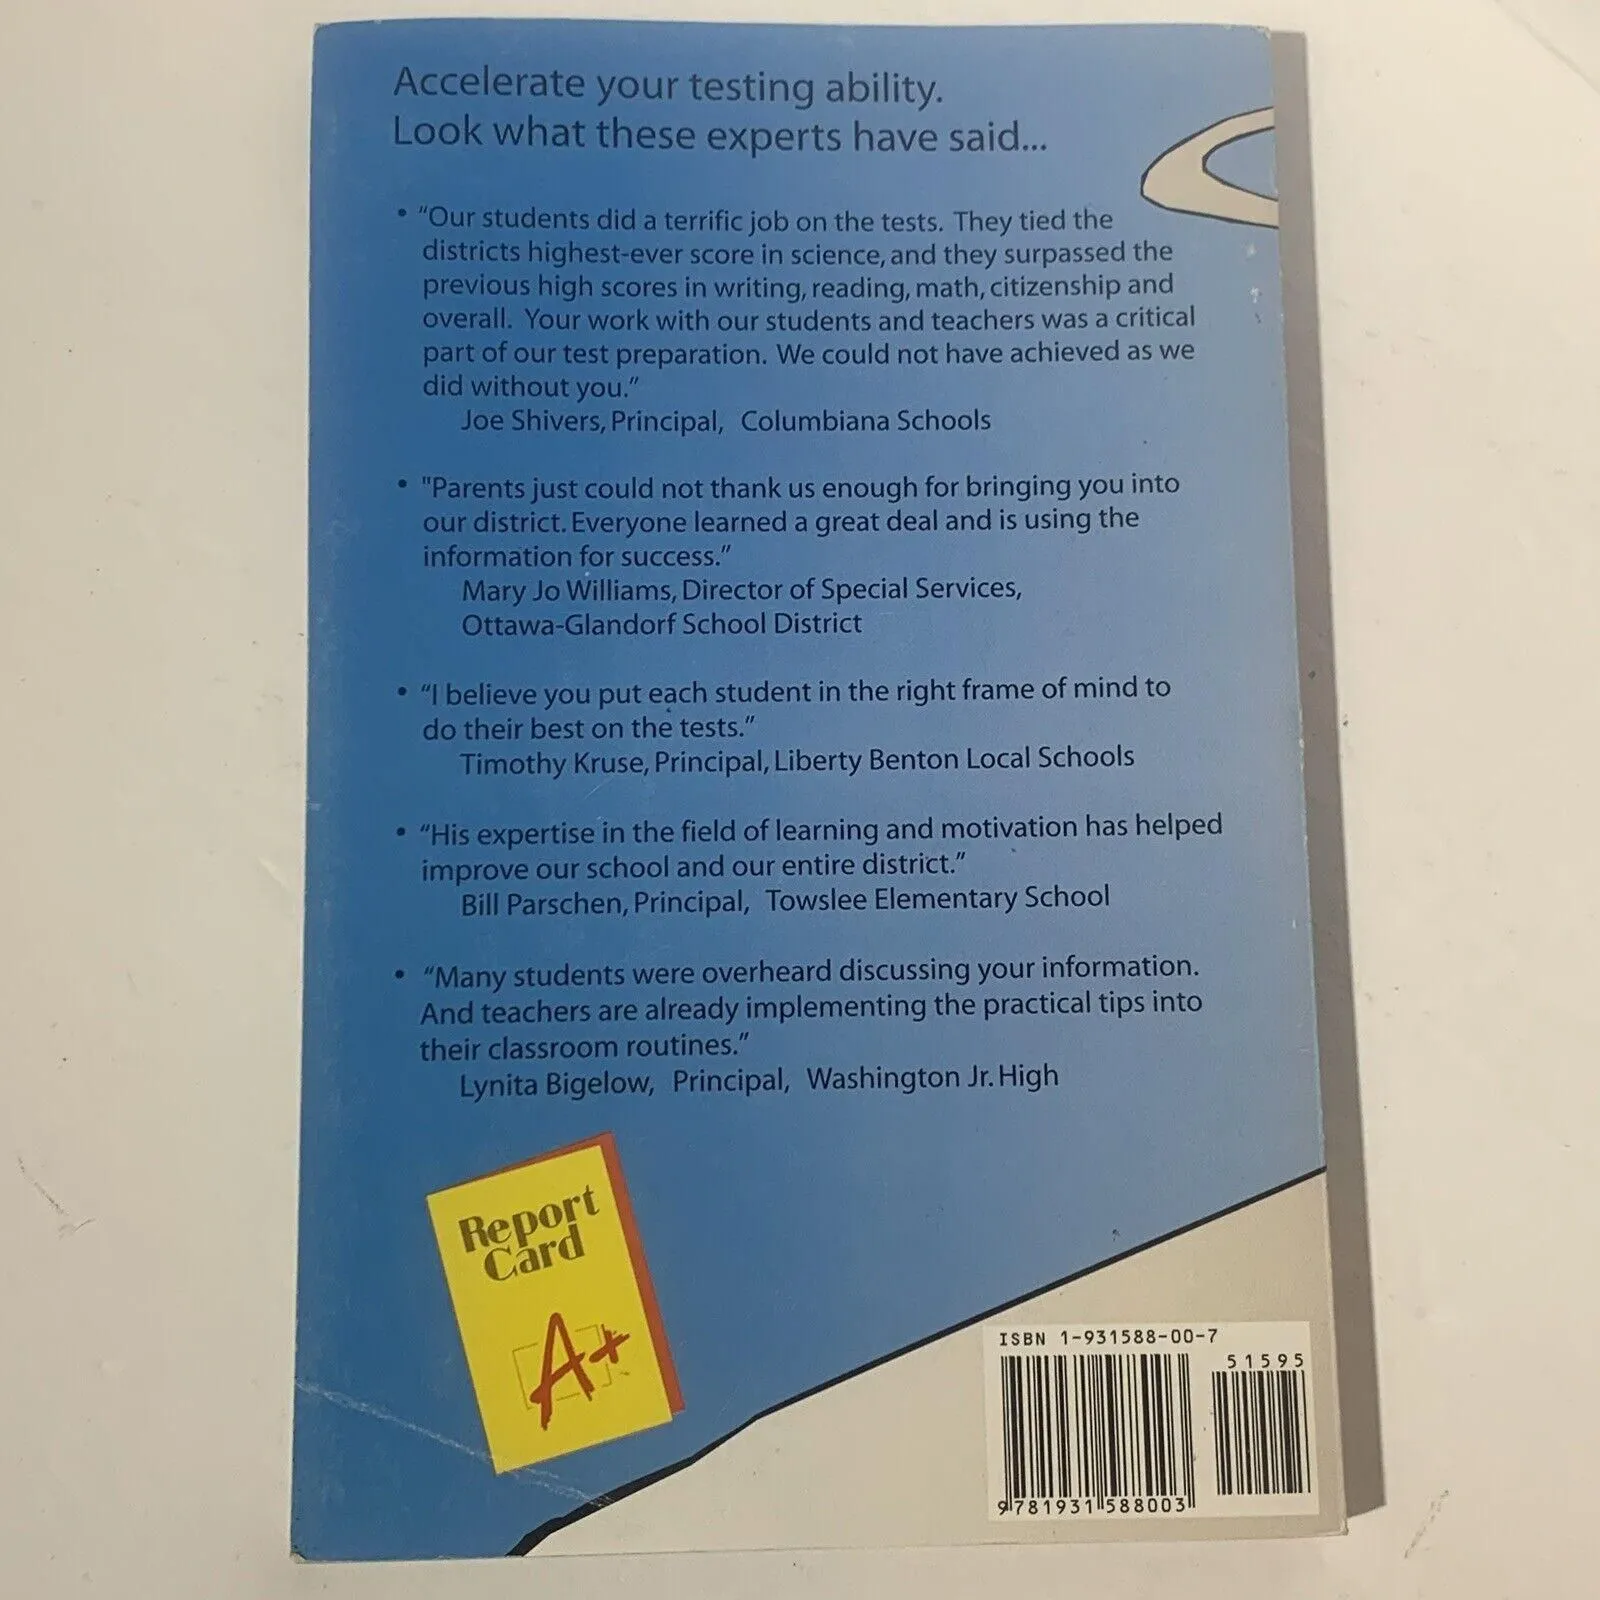 Accelerate your testing ability.
Look what these experts have said...
• “Our students did a terrific job on the tests. They tied the
districts highest-ever score in science, and they surpassed the
previous high scores in writing, reading, math, citizenship and
overall. Your work with our students and teachers was a critical
part of our test preparation. We could not have achieved as we
did without you.”
Joe Shivers, Principal, Columbiana Schools
• "Parents just could not thank us enough for bringing you into
our district. Everyone learned a great deal and is using the
information for success.”
Mary Jo Williams, Director of Special Services,
Ottawa-Glandorf School District
• “I believe you put each student in the right frame of mind to
do their best on the tests.”
Timothy Kruse, Principal, Liberty Benton Local Schools
• “His expertise in the field of learning and motivation has helped
improve our school and our entire district.”
Bill Parschen, Principal, Towslee Elementary School
• “Many students were overheard discussing your information.
And teachers are already implementing the practical tips into
their classroom routines.”
Lynita Bigelow, Principal, Washington Jr. High
Report
Card
A+
ISBN 1-931588-00-7
51595
9781931588003